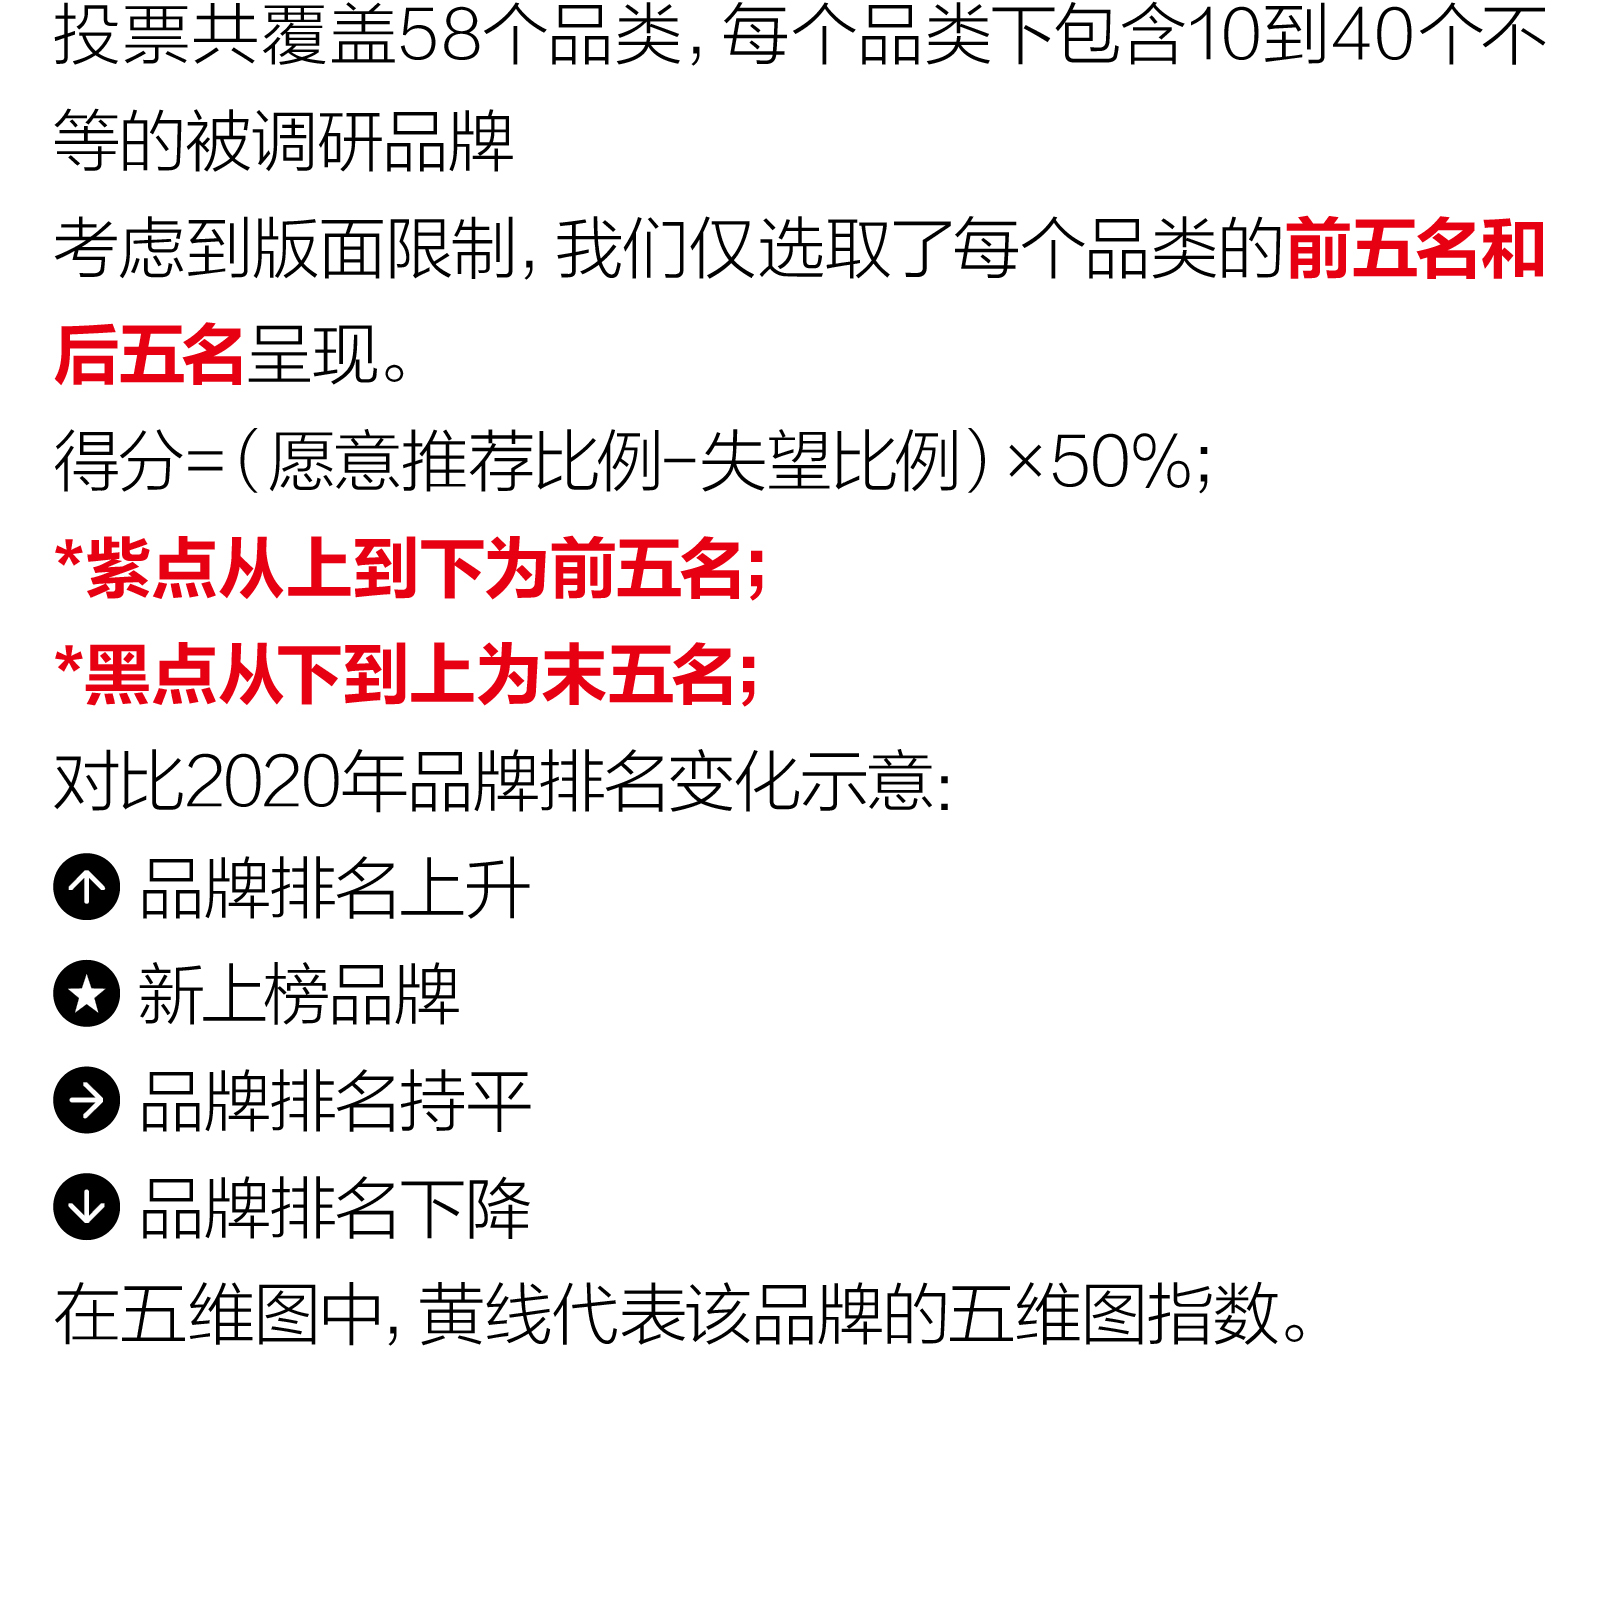 投票共覆盖58个品类，每个品类下包含10到40个不
等的被调研品牌
考虑到版面限制，我们仅选取了每个品类的前五名和
后五名呈现。
得分=（愿意推荐比例-失望比例）×50%；
*紫点从上到下为前五名；
*黑点从下到上为末五名；
对比2020年品牌排名变化示意：
↑ 品牌排名上升
★ 新上榜品牌
→ 品牌排名持平
↓ 品牌排名下降
在五维图中，黄线代表该品牌的五维图指数。